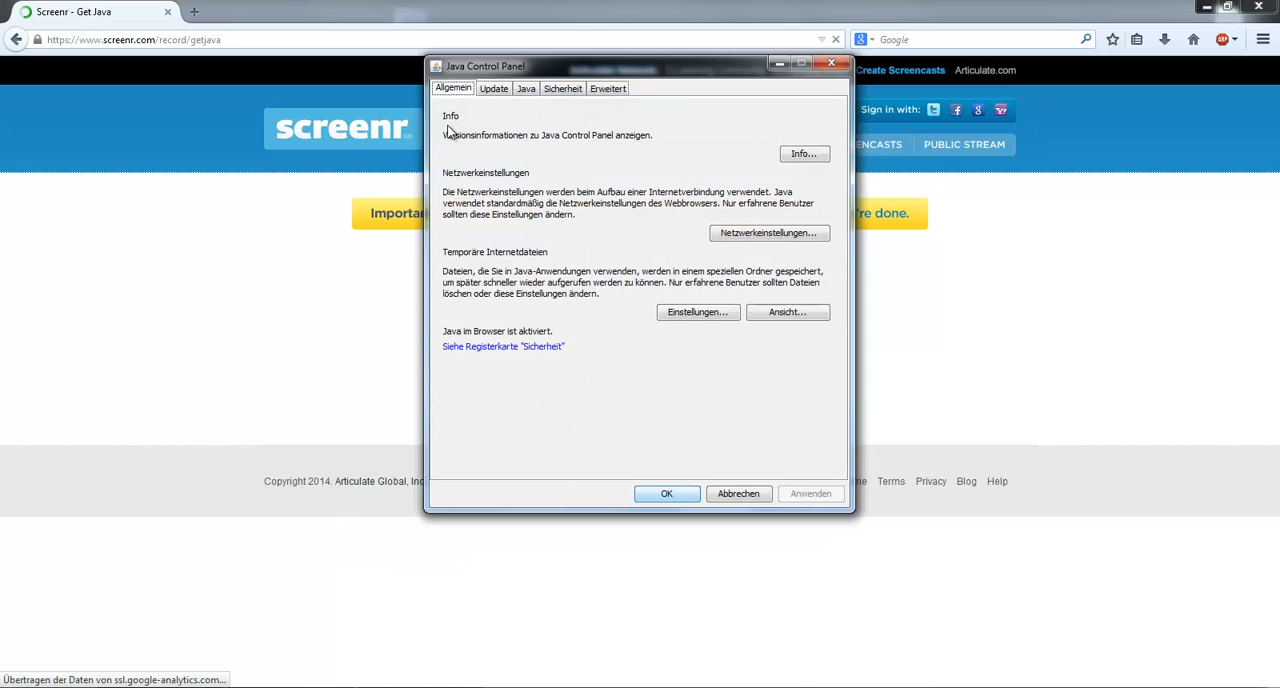 Screenr - Get Java
https://www.screenr.com/record/getjava
Google
Create Screencasts Articulate.com
screenr
Sign in with:
ENCASTS PUBLIC STREAM
Importa
're done.
Java Control Panel
Allgemein Update Java Sicherheit Erweitert
Info
Versionsinformationen zu Java Control Panel anzeigen.
Info...
Netzwerkeinstellungen
Die Netzwerkeinstellungen werden beim Aufbau einer Internetverbindung verwendet. Java
verwendet standardmäßig die Netzwerkeinstellungen des Webbrowsers. Nur erfahrene Benutzer
sollten diese Einstellungen ändern.
Netzwerkeinstellungen...
Temporäre Internetdateien
Dateien, die Sie in Java-Anwendungen verwenden, werden in einem speziellen Ordner gespeichert,
um später schneller wieder aufgerufen werden zu können. Nur erfahrene Benutzer sollten Dateien
löschen oder diese Einstellungen ändern.
Einstellungen... Ansicht...
Java im Browser ist aktiviert.
Siehe Registerkarte "Sicherheit"
OK Abbrechen Anwenden
Copyright 2014. Articulate Global, Inc
me Terms Privacy Blog Help
Übertragen der Daten von ssl.google-analytics.com...